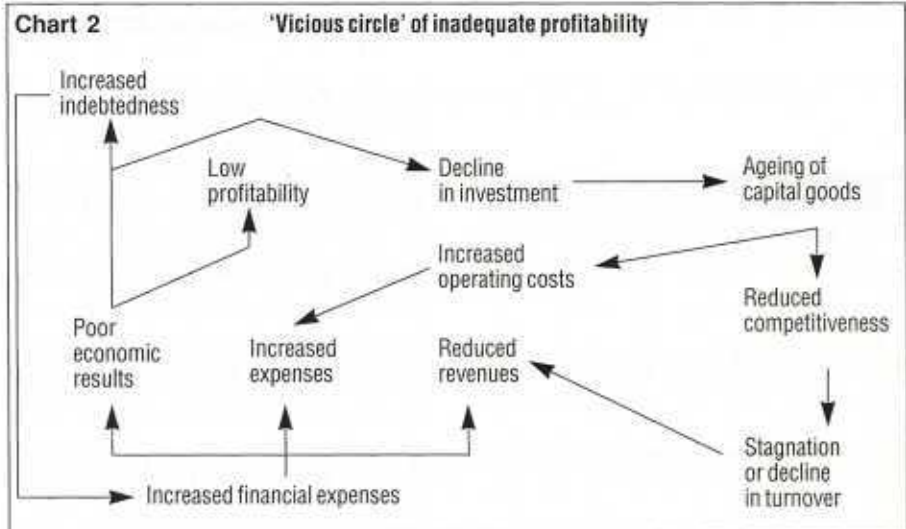 Chart 2
'Vicious circle' of inadequate profitability
Increased
indebtedness
Low
profitability
Decline
in investment
Ageing of
capital goods
Increased
operating costs
Reduced
competitiveness
Poor
economic
results
Increased
expenses
Reduced
revenues
Stagnation
or decline
in turnover
Increased financial expenses